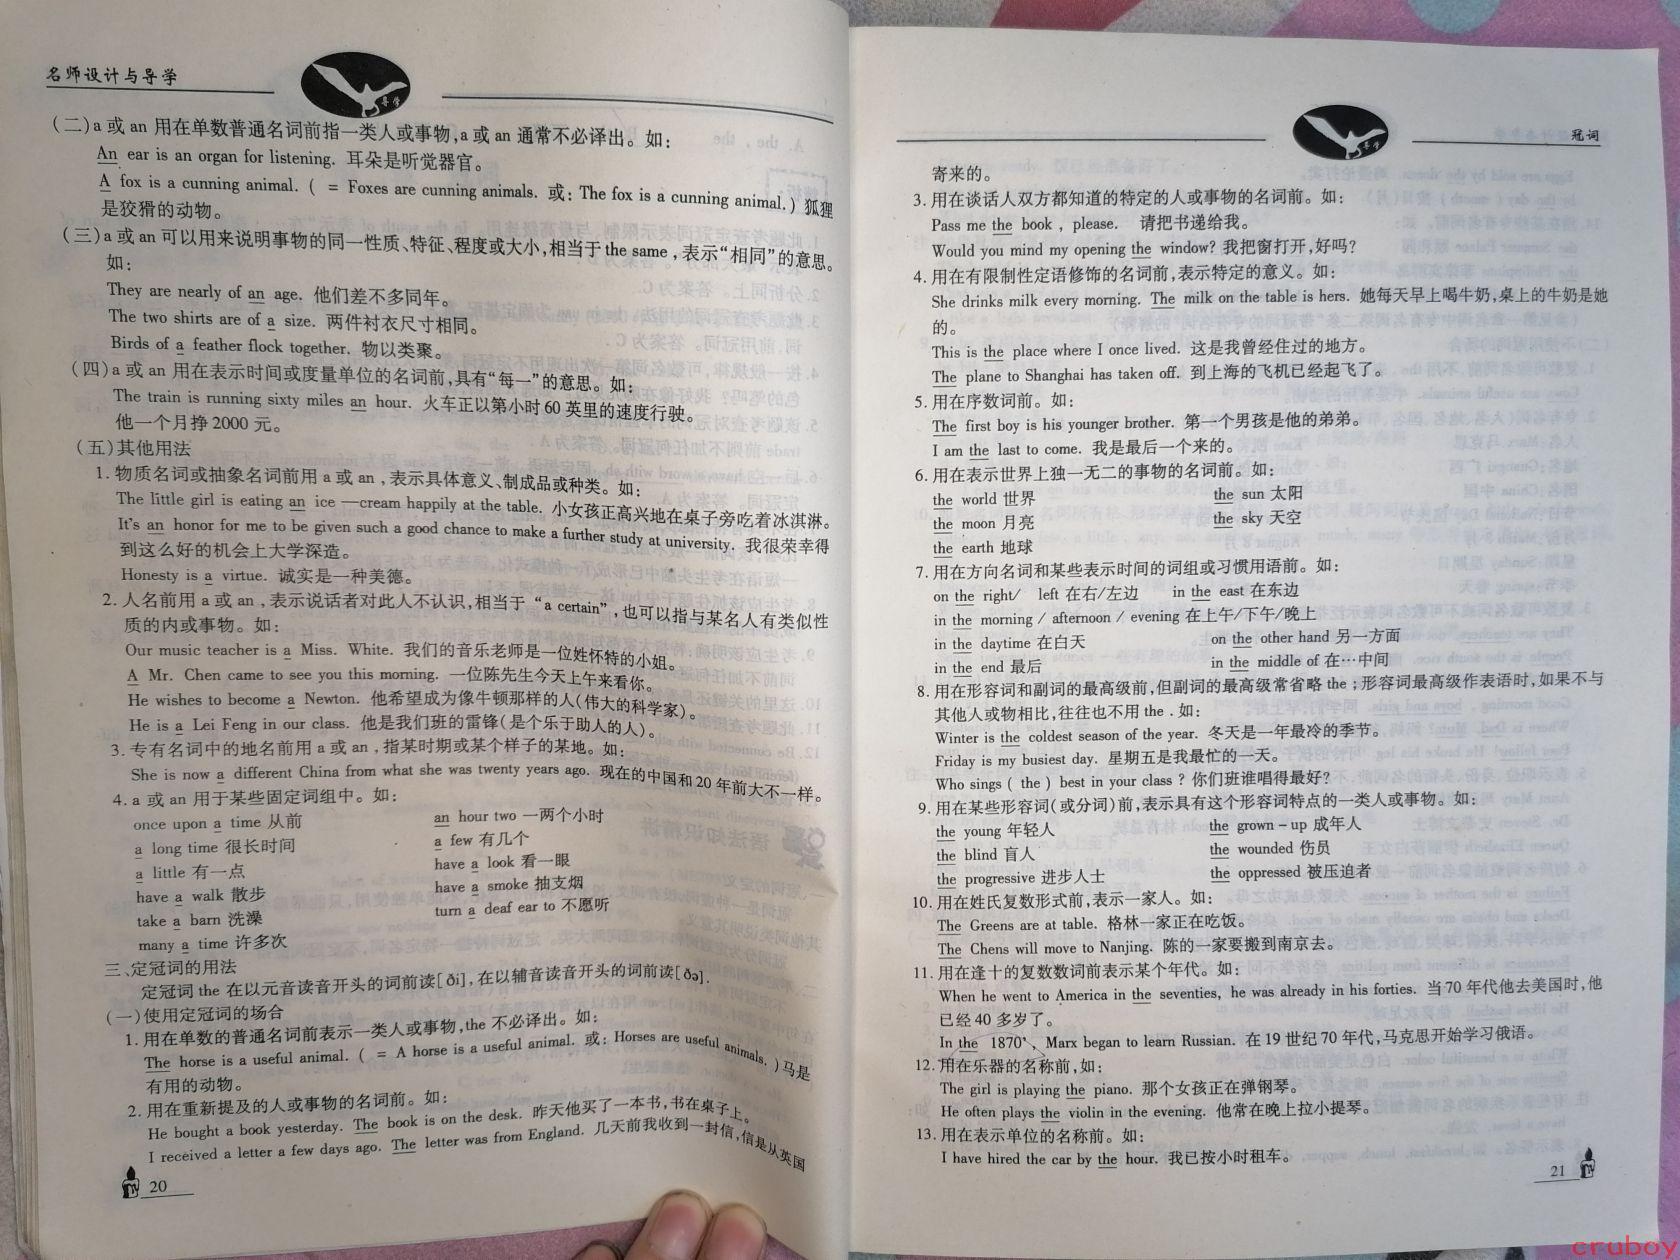 名师设计与导学
导学
(二)a 或 an 用在单数普通名词前指一类人或事物,a 或 an 通常不必译出。如:
An ear is an organ for listening. 耳朵是听觉器官。
A fox is a cunning animal. ( = Foxes are cunning animals. 或: The fox is a cunning animal. ) 狐狸
是狡猾的动物。
(三)a 或 an 可以用来说明事物的同一性质、特征、程度或大小,相当于 the same , 表示“相同”的意思。
如:
They are nearly of an age. 他们差不多同年。
The two shirts are of a size. 两件衬衣尺寸相同。
Birds of a feather flock together. 物以类聚。
(四)a 或 an 用在表示时间或度量单位的名词前,具有“每一”的意思。如:
The train is running sixty miles an hour. 火车正以第小时 60 英里的速度行驶。
他一个月挣 2000 元。
(五)其他用法
1. 物质名词或抽象名词前用 a 或 an , 表示具体意义、制成品或种类。如:
The little girl is eating an ice —cream happily at the table. 小女孩正高兴地在桌子旁吃着冰淇淋。
It's an honor for me to be given such a good chance to make a further study at university. 我很荣幸得
到这么好的机会上大学深造。
Honesty is a virtue. 诚实是一种美德。
2. 人名前用 a 或 an , 表示说话者对此人不认识,相当于 “a certain”, 也可以指与某名人有类似性
质的内或事物。如:
Our music teacher is a Miss. White. 我们的音乐老师是一位姓怀特的小姐。
A Mr. Chen came to see you this morning. 一位陈先生今天上午来看你。
He wishes to become a Newton. 他希望成为像牛顿那样的人(伟大的科学家)。
He is a Lei Feng in our class. 他是我们班的雷锋(是个乐于助人的人)。
3. 专有名词中的地名前用 a 或 an , 指某时期或某个样子的某地。如:
She is now a different China from what she was twenty years ago. 现在的中国和 20 年前大不一样。
4. a 或 an 用于某些固定词组中。如:
once upon a time 从前 an hour two 一两个小时
a long time 很长时间 a few 有几个
a little 有一点 have a look 看一眼
have a walk 散步 have a smoke 抽支烟
take a barn 洗澡 turn a deaf ear to 不愿听
many a time 许多次
三、定冠词的用法
定冠词 the 在以元音读音开头的词前读[ði],在以辅音读音开头的词前读[ðə].
(一)使用定冠词的场合
1. 用在单数的普通名词前表示一类人或事物,the 不必译出。如:
The horse is a useful animal. ( = A horse is a useful animal. 或: Horses are useful animals. ) 马是
有用的动物。
2. 用在重新提及的人或事物的名词前。如:
He bought a book yesterday. The book is on the desk. 昨天他买了一本书,书在桌子上。
I received a letter a few days ago. The letter was from England. 几天前我收到一封信,信是从英国
20
冠词
导学
寄来的。
3. 用在谈话人双方都知道的特定的人或事物的名词前。如:
Pass me the book , please. 请把书递给我。
Would you mind my opening the window? 我把窗打开,好吗?
4. 用在有限制性定语修饰的名词前,表示特定的意义。如:
She drinks milk every morning. The milk on the table is hers. 她每天早上喝牛奶,桌上的牛奶是她
的。
This is the place where I once lived. 这是我曾经住过的地方。
The plane to Shanghai has taken off. 到上海的飞机已经起飞了。
5. 用在序数词前。如:
The first boy is his younger brother. 第一个男孩是他的弟弟。
I am the last to come. 我是最后一个来的。
6. 用在表示世界上独一无二的事物的名词前。如:
the world 世界 the sun 太阳
the moon 月亮 the sky 天空
the earth 地球
7. 用在方向名词和某些表示时间的词组或习惯用语前。如:
on the right/ left 在右/左边 in the east 在东边
in the morning / afternoon / evening 在上午/下午/晚上
in the daytime 在白天 on the other hand 另一方面
in the end 最后 in the middle of 在…中间
8. 用在形容词和副词的最高级前,但副词的最高级常省略 the ; 形容词最高级作表语时,如果不与
其他人或物相比,往往也不用 the . 如:
Winter is the coldest season of the year. 冬天是一年最冷的季节。
Friday is my busiest day. 星期五是我最忙的一天。
Who sings ( the ) best in your class ? 你们班谁唱得最好?
9. 用在某些形容词(或分词)前,表示具有这个形容词特点的一类人或事物。如:
the young 年轻人 the grown－up 成年人
the blind 盲人 the wounded 伤员
the progressive 进步人士 the oppressed 被压迫者
10. 用在姓氏复数形式前,表示一家人。如:
The Greens are at table. 格林一家正在吃饭。
The Chens will move to Nanjing. 陈的一家要搬到南京去。
11. 用在逢十的复数数词前表示某个年代。如:
When he went to America in the seventies, he was already in his forties. 当 70 年代他去美国时,他
已经 40 多岁了。
In the 1870', Marx began to learn Russian. 在 19 世纪 70 年代,马克思开始学习俄语。
12. 用在乐器的名称前,如:
The girl is playing the piano. 那个女孩正在弹钢琴。
He often plays the violin in the evening. 他常在晚上拉小提琴。
13. 用在表示单位的名称前。如:
I have hired the car by the hour. 我已按小时租车。
21
cruboy